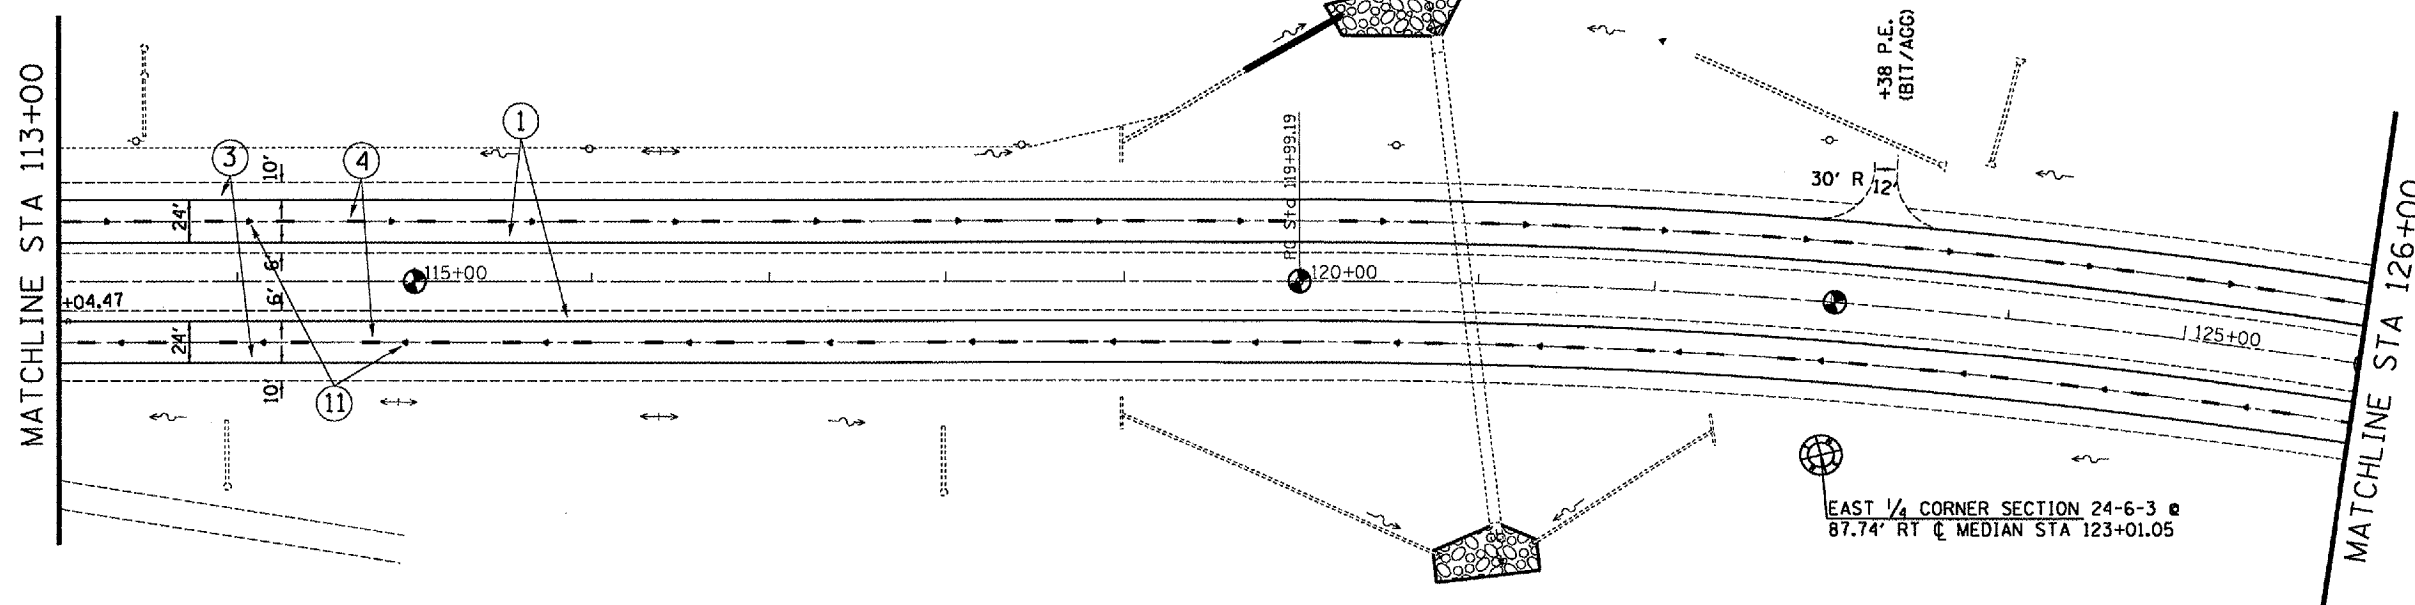 MATCHLINE STA 113+00
3
10'
4
1
24'
6'
115+00
+04.47
6'
24'
10'
11
119+99.19
120+00
+38 P.E.
(BIT/AGG)
30' R
12'
125+00
MATCHLINE STA 126+00
EAST 1/4 CORNER SECTION 24-6-3 @
87.74' RT ℄ MEDIAN STA 123+01.05